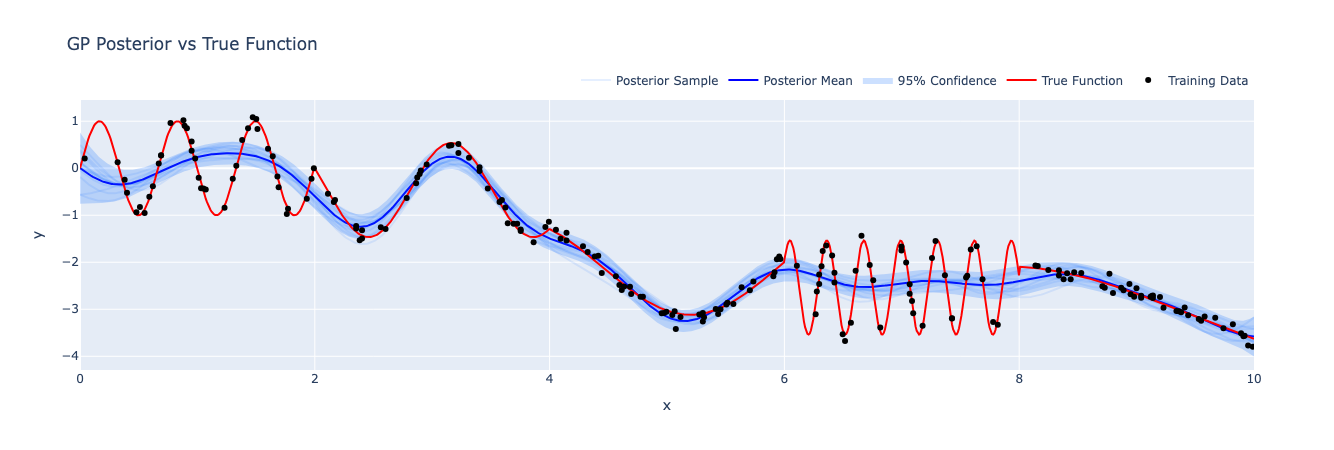 GP Posterior vs True Function
Posterior Sample Posterior Mean 95% Confidence True Function Training Data
1
0
−1
−2
−3
−4
y
0 2 4 6 8 10
x